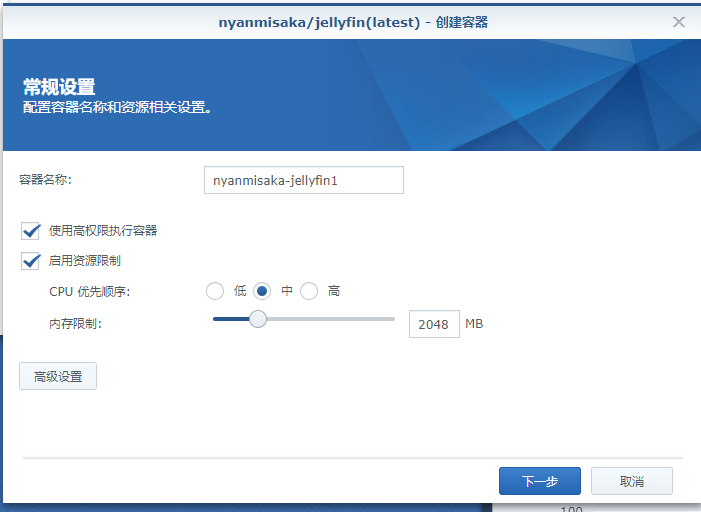 nyanmisaka/jellyfin(latest) - 创建容器
常规设置
配置容器名称和资源相关设置。
容器名称: nyanmisaka-jellyfin1
使用高权限执行容器
启用资源限制
CPU 优先顺序: 低 中 高
内存限制: 2048 MB
高级设置
下一步 取消
100